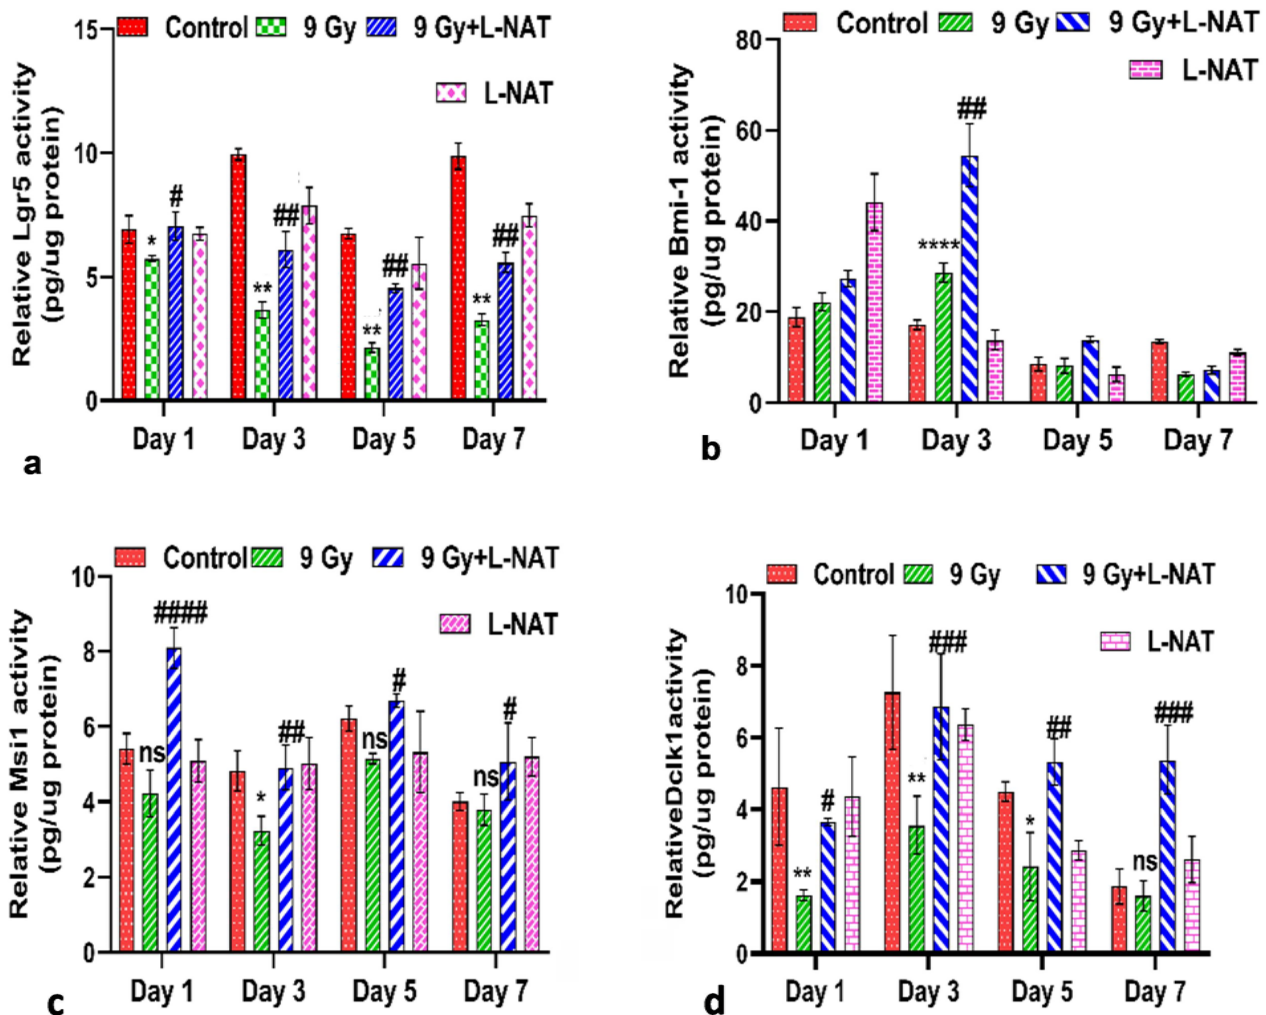 Control 9 Gy 9 Gy+L-NAT
L-NAT
Relative Lgr5 activity
(pg/ug protein)
15
10
5
0
* #
** ##
** ##
** ##
Day 1 Day 3 Day 5 Day 7
a
Control 9 Gy 9 Gy+L-NAT
L-NAT
Relative Bmi-1 activity
(pg/ug protein)
80
60
40
20
0
**** ##
Day 1 Day 3 Day 5 Day 7
b
Control 9 Gy 9 Gy+L-NAT
L-NAT
Relative Msi1 activity
(pg/ug protein)
10
8
6
4
2
0
ns ####
* ##
ns #
ns #
Day 1 Day 3 Day 5 Day 7
c
Control 9 Gy 9 Gy+L-NAT
L-NAT
RelativeDclk1activity
(pg/ug protein)
10
8
6
4
2
0
** #
** ###
* ##
ns ###
Day 1 Day 3 Day 5 Day 7
d